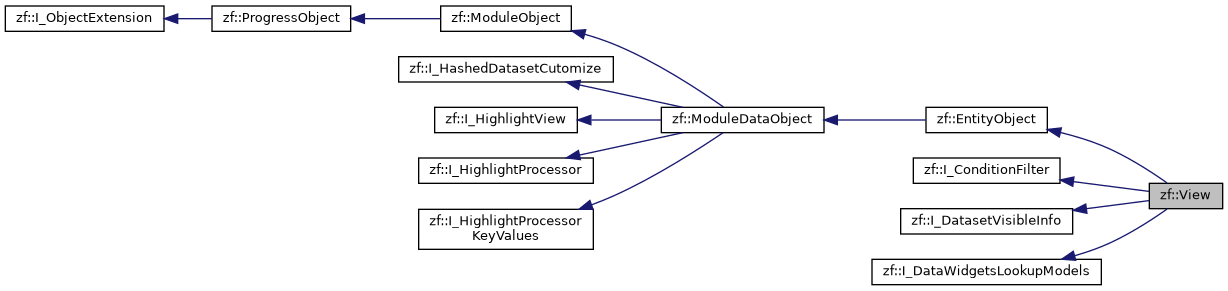 zf::I_ObjectExtension
zf::ProgressObject
zf::ModuleObject
zf::I_HashedDatasetCutomize
zf::I_HighlightView
zf::ModuleDataObject
zf::EntityObject
zf::I_HighlightProcessor
zf::I_ConditionFilter
zf::View
zf::I_HighlightProcessor
KeyValues
zf::I_DatasetVisibleInfo
zf::I_DataWidgetsLookupModels